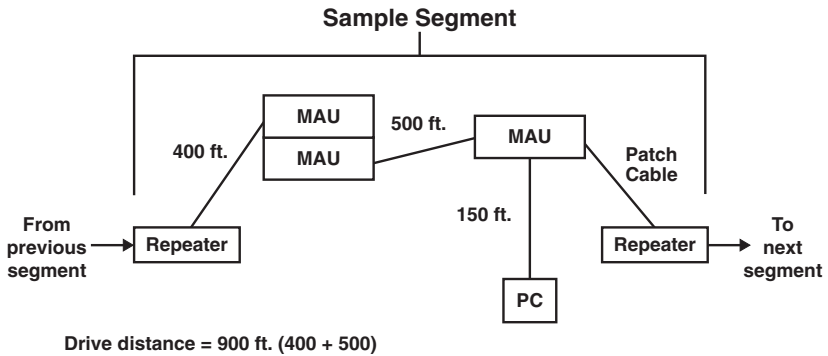 Sample Segment
MAU
MAU
400 ft.
500 ft.
MAU
Patch
Cable
150 ft.
From
previous
segment
Repeater
Repeater
To
next
segment
PC
Drive distance = 900 ft. (400 + 500)